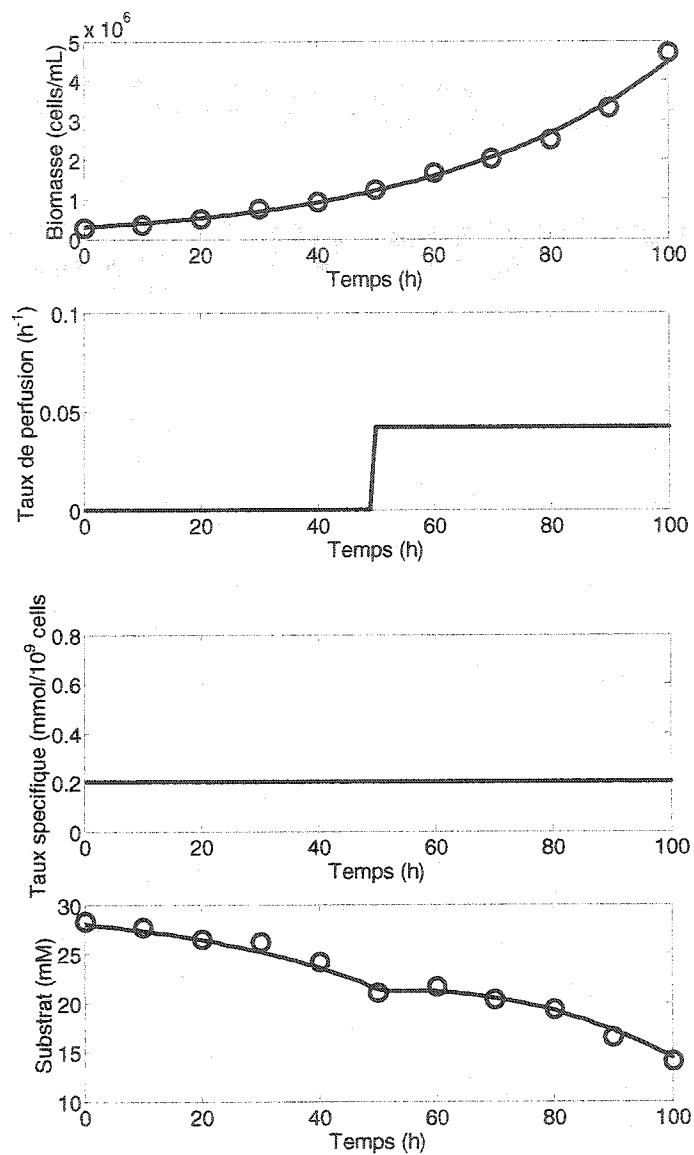 x 10^6
5
4
3
2
1
0
Biomasse (cells/mL)
0 20 40 60 80 100
Temps (h)
0.1
0.05
0
Taux de perfusion (h^-1)
0 20 40 60 80 100
Temps (h)
0.8
0.6
0.4
0.2
0
Taux specifique (mmol/10^9 cells
0 20 40 60 80 100
Temps (h)
30
25
20
15
10
Substrat (mM)
0 20 40 60 80 100
Temps (h)